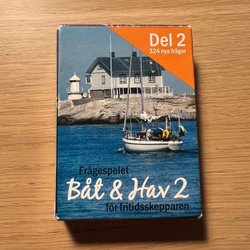 Del 2
324 nya frågor
Frågespelet
Båt & Hav 2
för fritidsskepparen